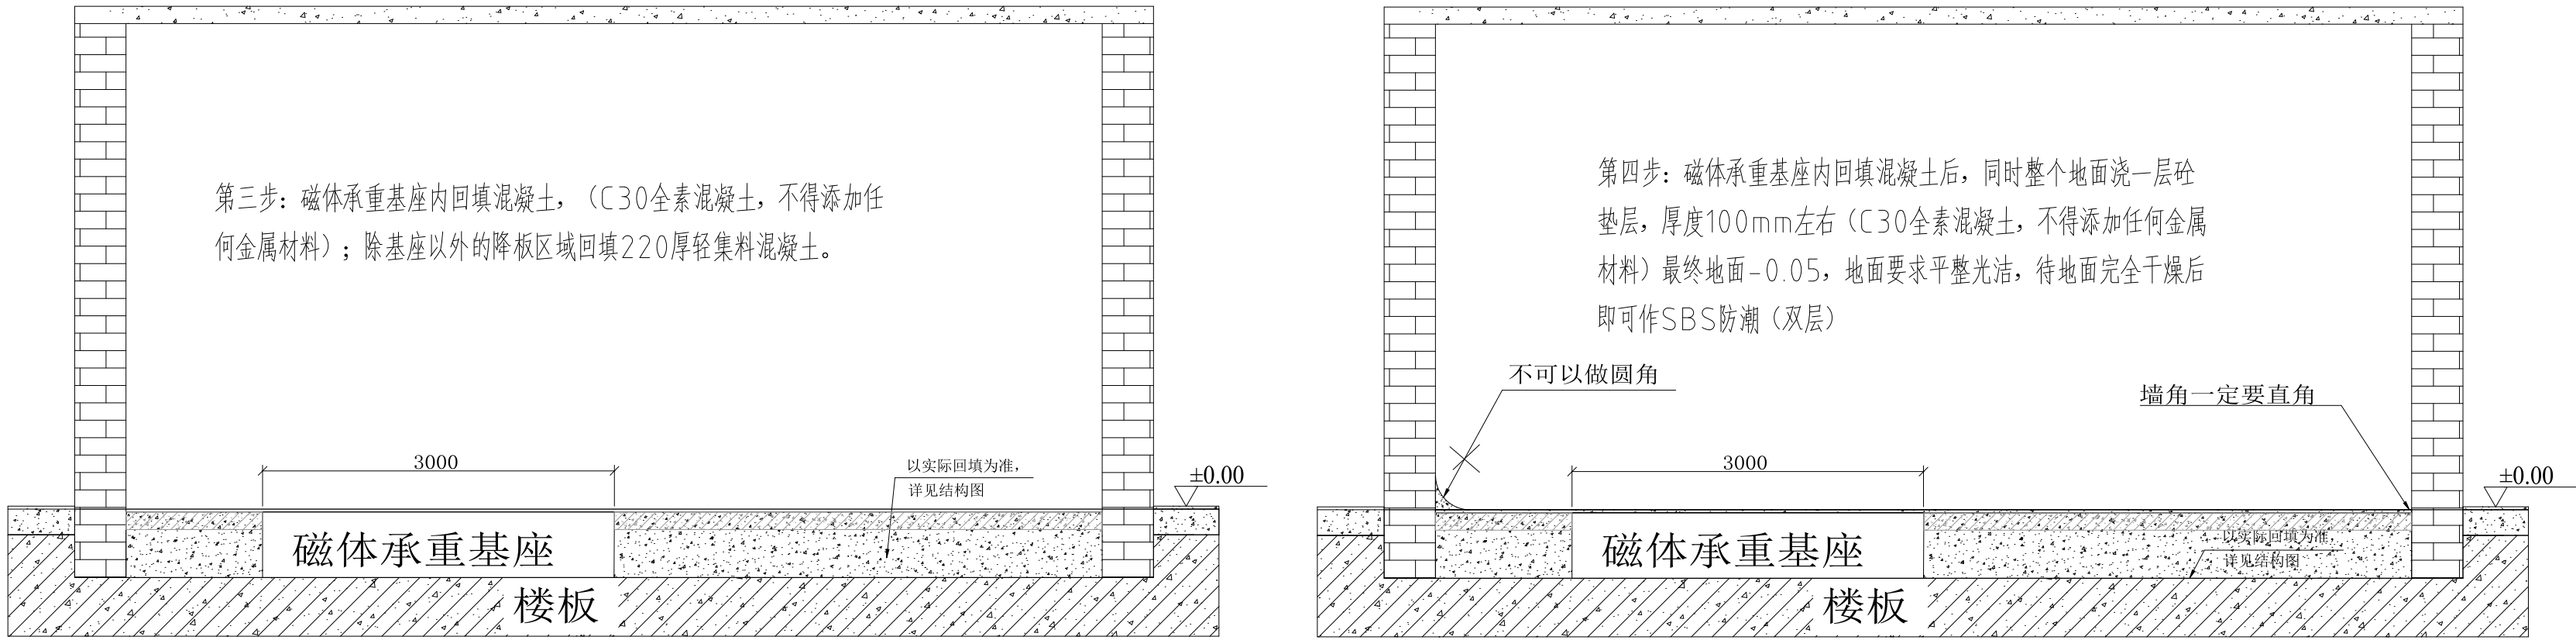 第三步：磁体承重基座内回填混凝土，（C30全素混凝土，不得添加任
何金属材料）；除基座以外的降板区域回填220厚轻集料混凝土。
3000
以实际回填为准，
详见结构图
±0.00
磁体承重基座
楼板
第四步：磁体承重基座内回填混凝土后，同时整个地面浇一层砼
垫层，厚度100mm左右（C30全素混凝土，不得添加任何金属
材料）最终地面-0.05，地面要求平整光洁，待地面完全干燥后
即可作SBS防潮（双层）
不可以做圆角
墙角一定要直角
3000
±0.00
磁体承重基座
以实际回填为准，
详见结构图
楼板